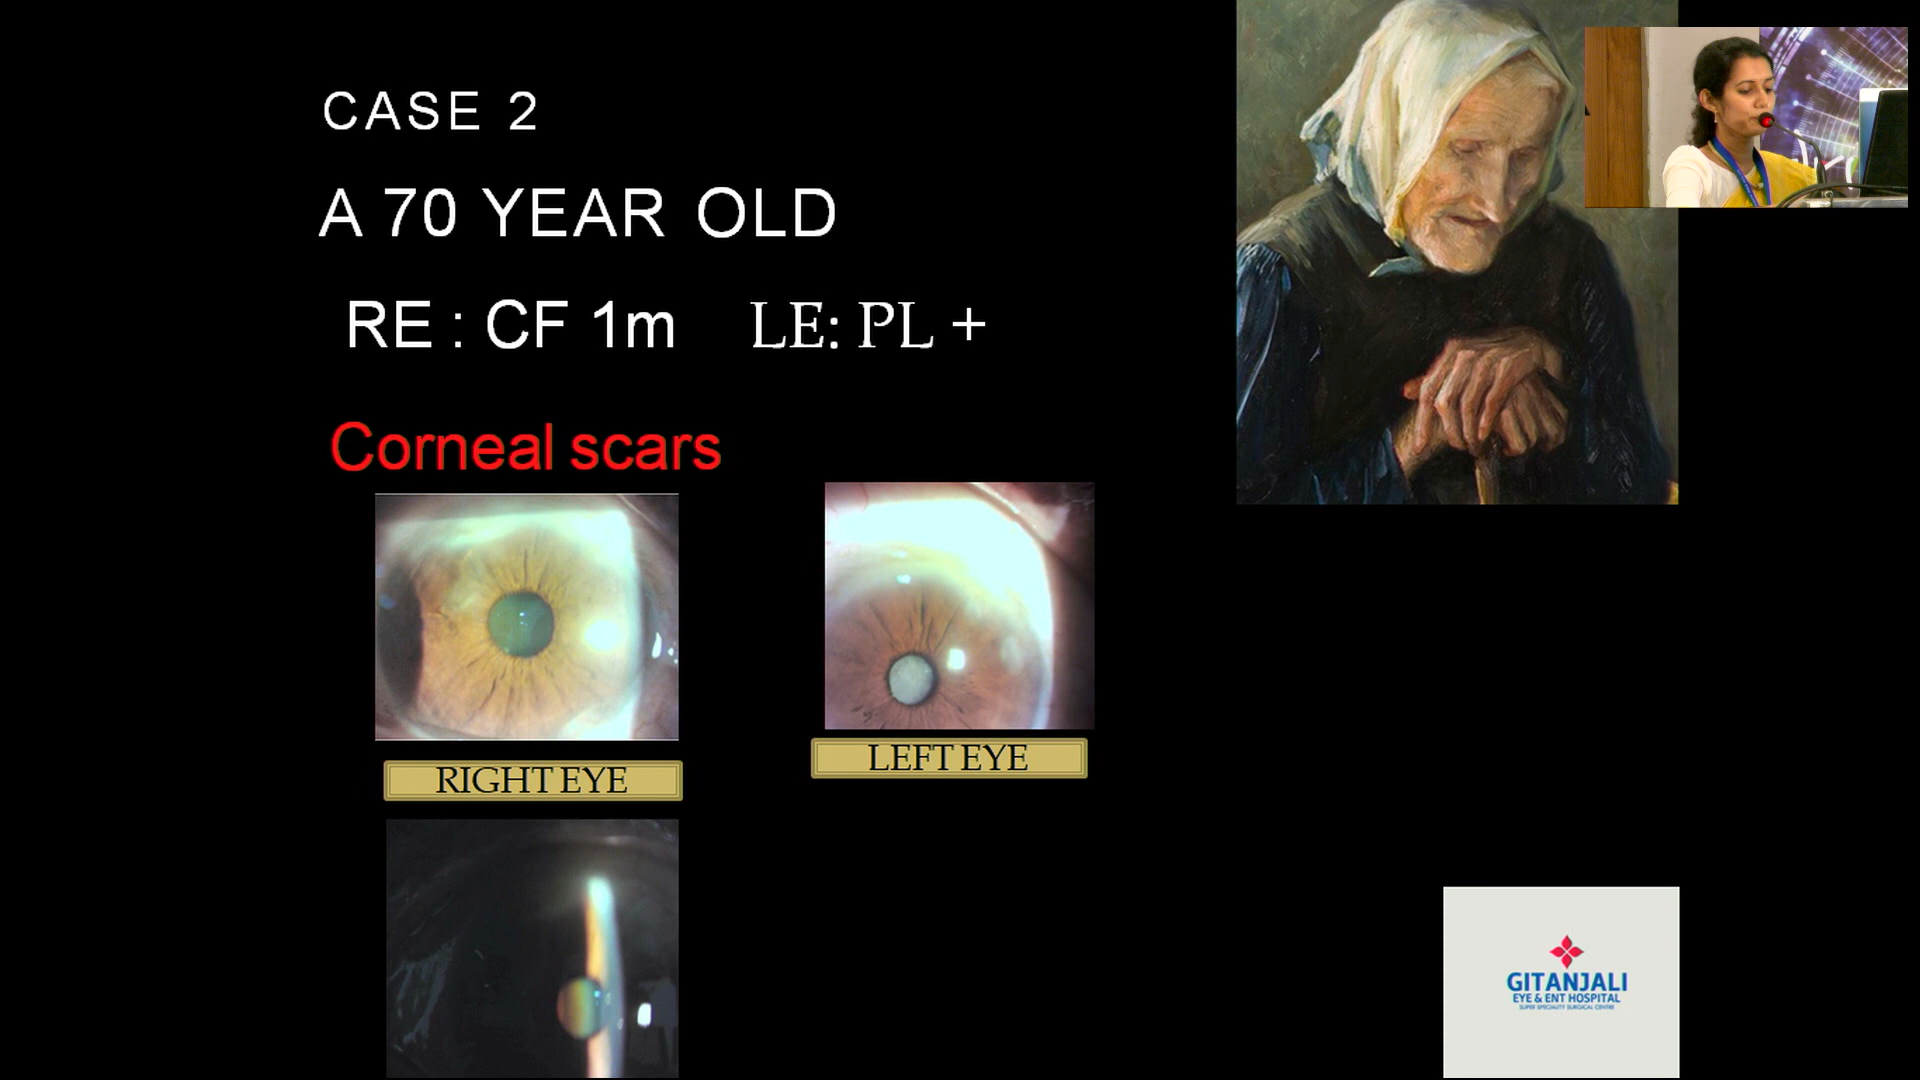 CASE 2
A 70 YEAR OLD
RE : CF 1m LE: PL +
Corneal scars
RIGHT EYE
LEFT EYE
GITANJALI
EYE & ENT HOSPITAL
SUPER SPECIALITY SURGICAL CENTRE